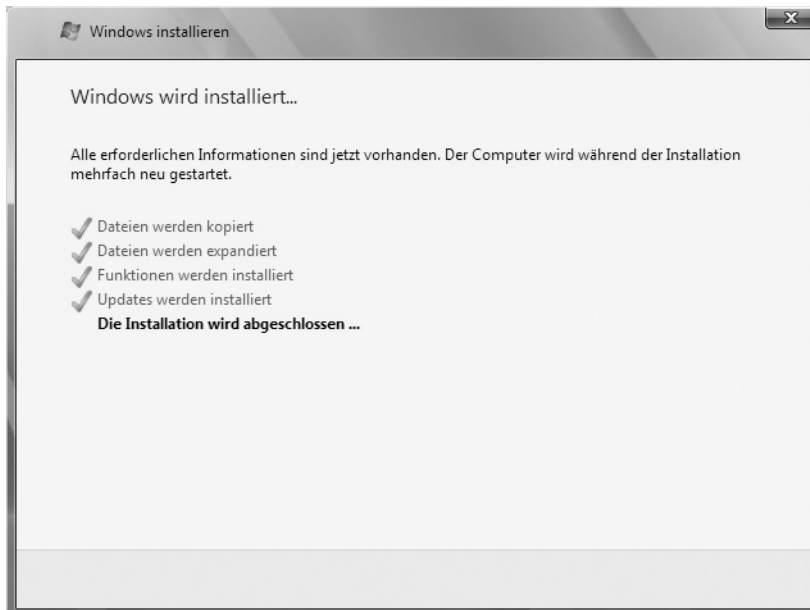 Windows installieren
Windows wird installiert...
Alle erforderlichen Informationen sind jetzt vorhanden. Der Computer wird während der Installation
mehrfach neu gestartet.
Dateien werden kopiert
Dateien werden expandiert
Funktionen werden installiert
Updates werden installiert
Die Installation wird abgeschlossen ...